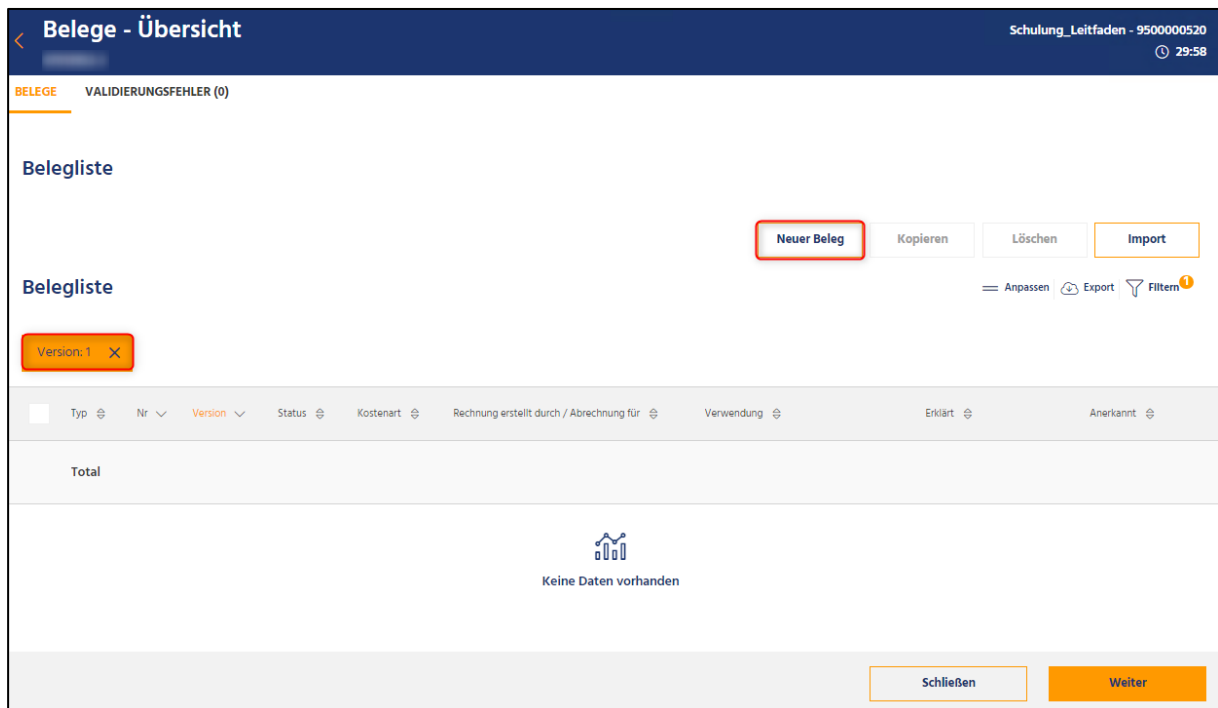 Belege - Übersicht
Schulung_Leitfaden - 9500000520
29:58
BELEGE VALIDIERUNGSFEHLER (0)
Belegliste
Neuer Beleg Kopieren Löschen Import
Belegliste
Anpassen Export Filtern 1
Version: 1
Typ Nr Version Status Kostenart Rechnung erstellt durch / Abrechnung für Verwendung Erklärt Anerkannt
Total
Keine Daten vorhanden
Schließen Weiter